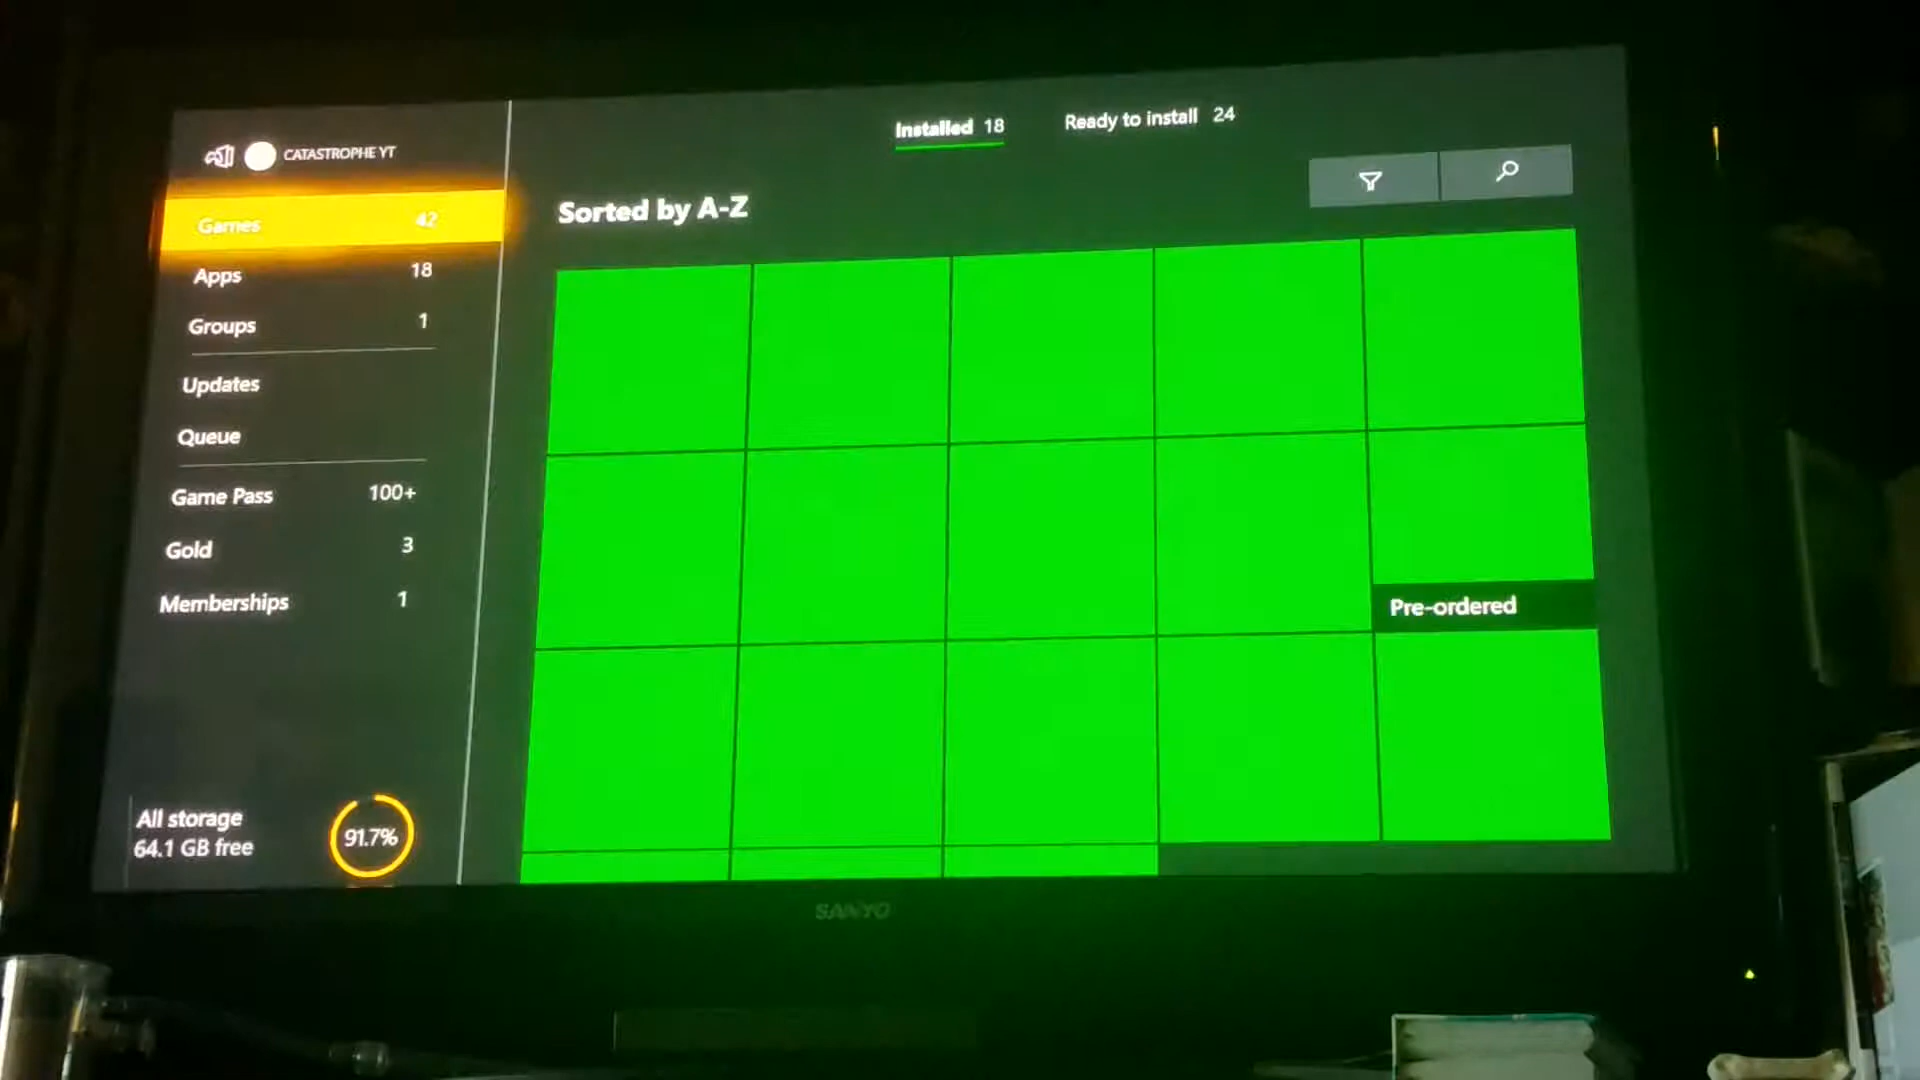 CATASTROPHE YT
Games 42
Apps 18
Groups 1
Updates
Queue
Game Pass 100+
Gold 3
Memberships 1
All storage
64.1 GB free
91.7%
Installed 18
Ready to install 24
Sorted by A-Z
Pre-ordered
SANYO